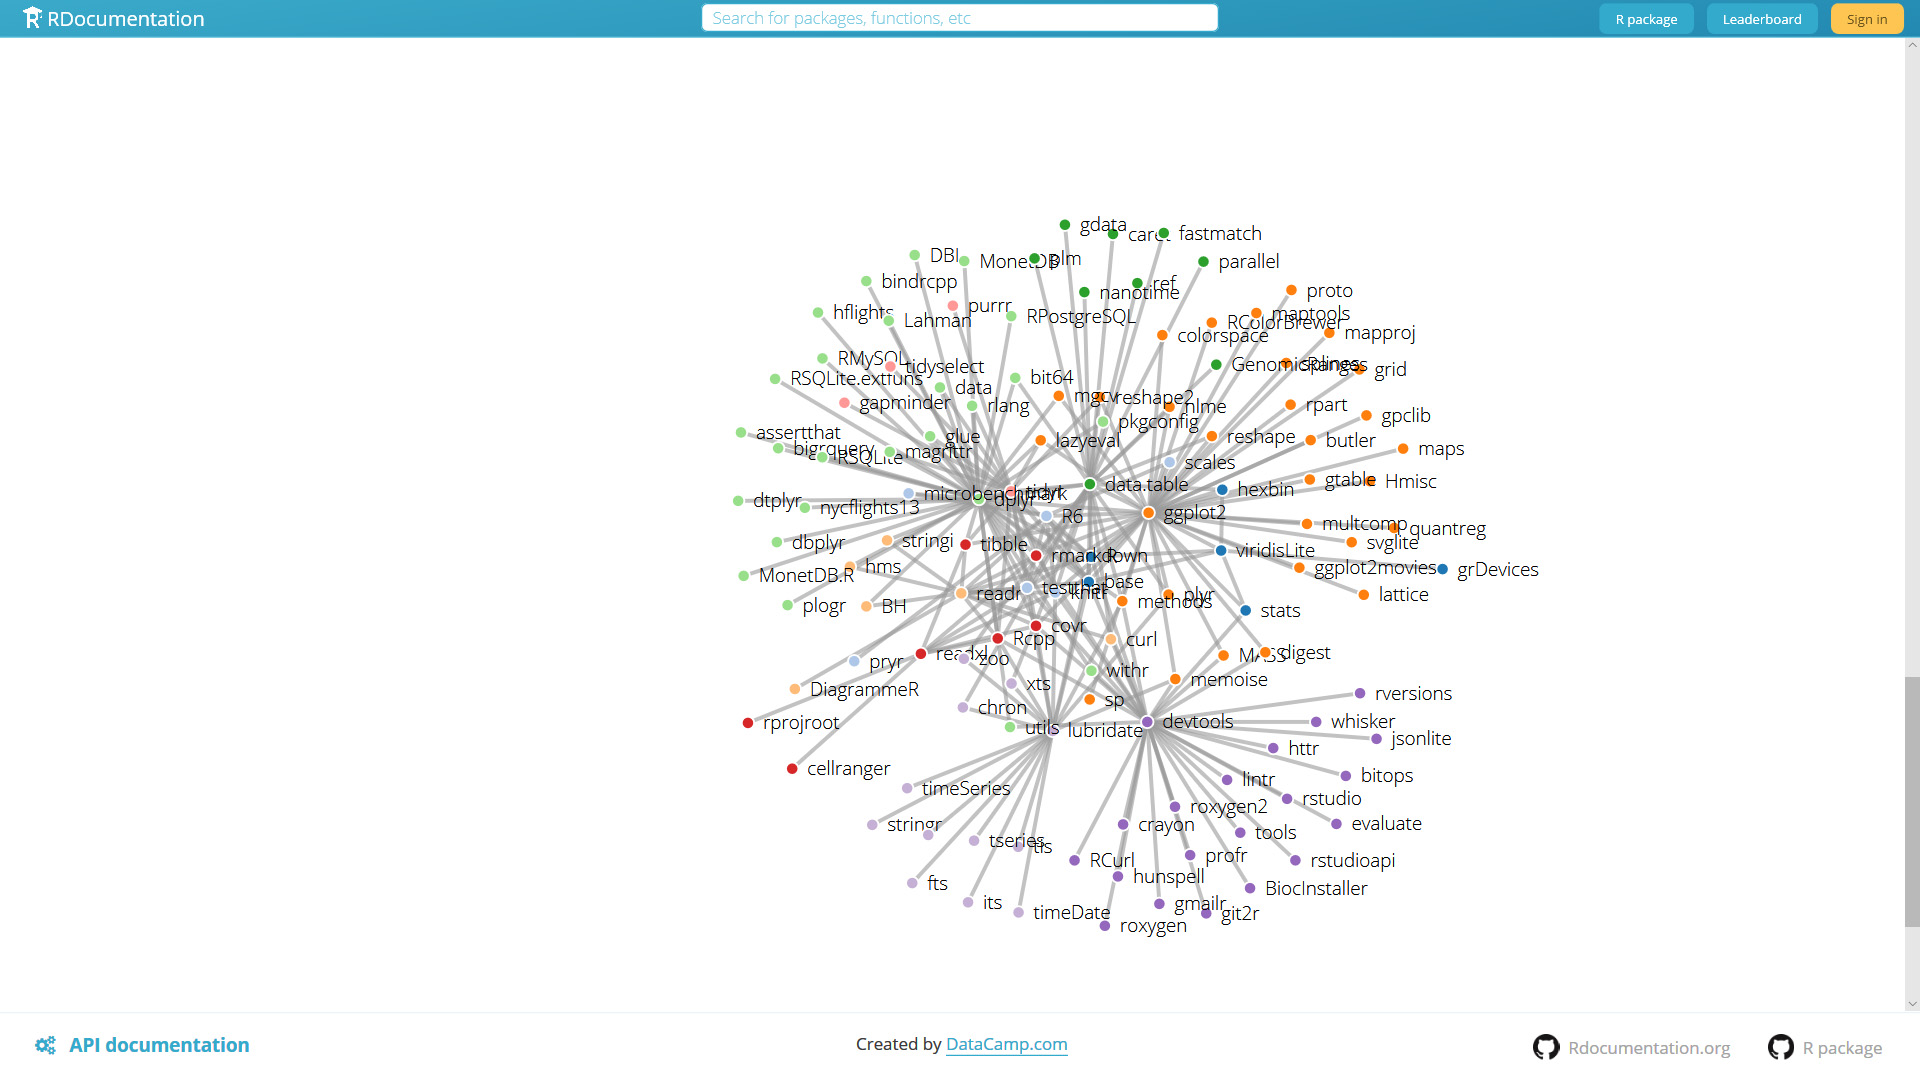 RDocumentation
Search for packages, functions, etc
R package
Leaderboard
Sign in
gdata
fastmatch
DBI
plm
parallel
bindrcpp
ref
nanotime
proto
purrr
hflights
Lahman
RPostgreSQL
maptools
RColorBrewer
colorspace
mapproj
RMySQL
tidyselect
grid
RSQLite.extfuns
data
bit64
gapminder
rlang
mgcv
reshape2
nlme
rpart
gpclib
pkgconfig
assertthat
glue
lazyeval
reshape
butler
bigrquery
RSQLite
magrittr
maps
scales
microbenchmark
tidyr
data.table
hexbin
gtable
Hmisc
dtplyr
nycflights13
dplyr
R6
ggplot2
multcomp
quantreg
dbplyr
stringi
tibble
svglite
rmarkdown
R
viridisLite
hms
MonetDB.R
ggplot2movies
grDevices
base
testthat
knitr
readr
plyr
methods
lattice
plogr
BH
stats
covr
Rcpp
curl
readxl
zoo
MASS
digest
pryr
withr
memoise
DiagrammeR
xts
sp
rversions
chron
rprojroot
utils
lubridate
devtools
whisker
jsonlite
httr
cellranger
lintr
bitops
timeSeries
roxygen2
rstudio
stringr
crayon
tools
evaluate
tseries
tis
RCurl
profr
rstudioapi
fts
hunspell
BiocInstaller
its
timeDate
gmailr
git2r
roxygen
API documentation
Created by DataCamp.com
Rdocumentation.org
R package